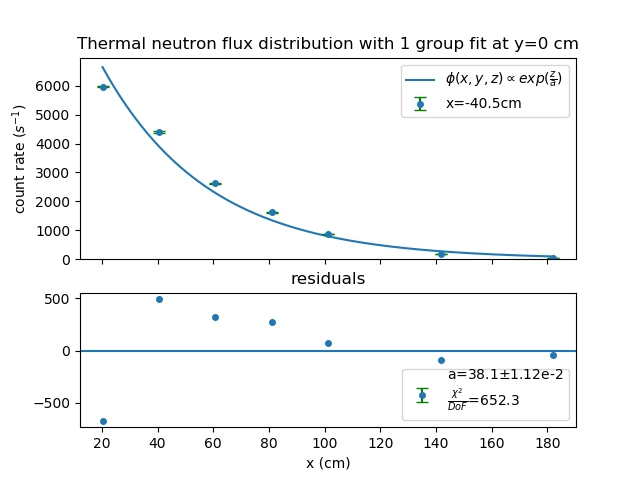 Thermal neutron flux distribution with 1 group fit at y=0 cm
6000
5000
4000
3000
2000
1000
0
count rate (s⁻¹)
ϕ(x, y, z) ∝ exp(z/a)
x=-40.5cm
residuals
500
0
−500
a=38.1±1.12e-2
χ²/DoF=652.3
20 40 60 80 100 120 140 160 180
x (cm)